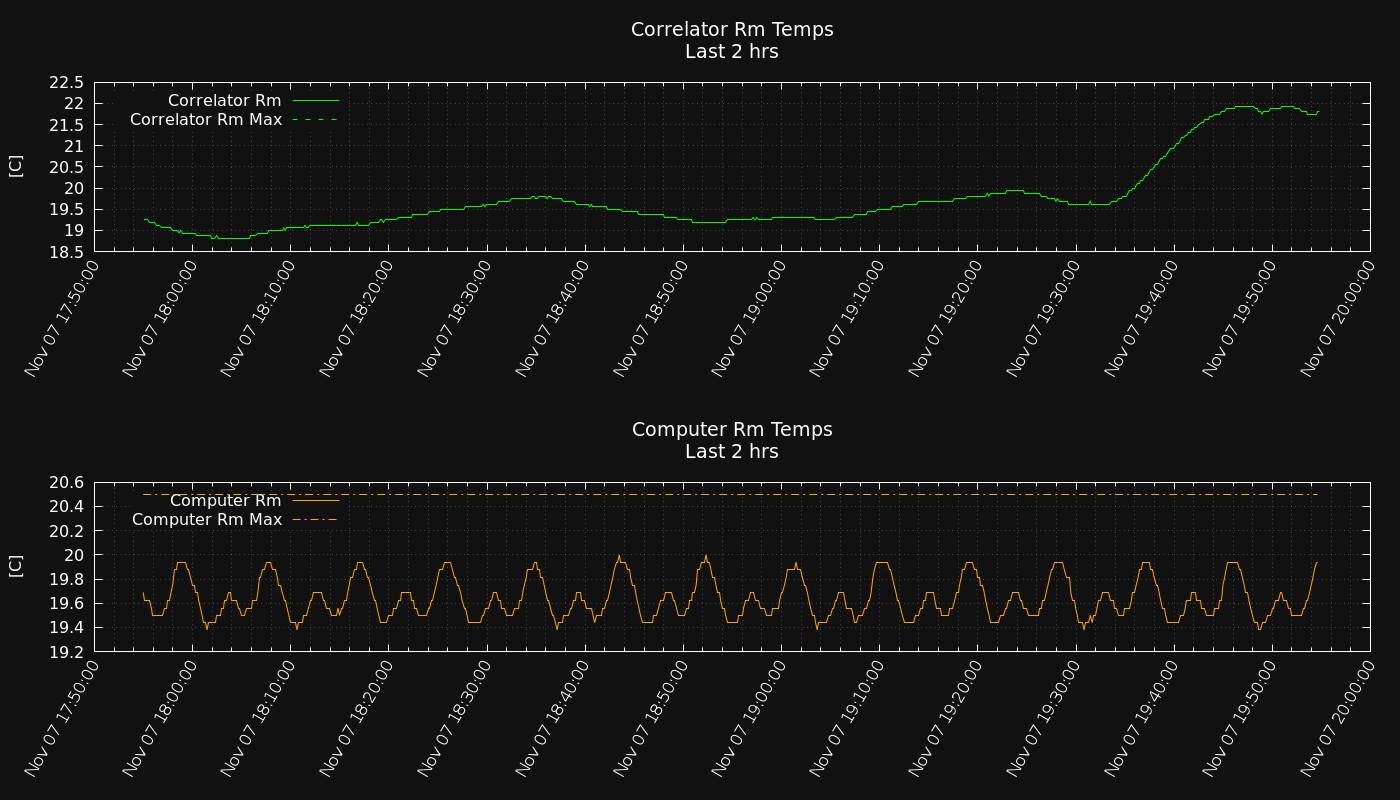 Correlator Rm Temps
Last 2 hrs
22.5
22
21.5
21
20.5
20
19.5
19
18.5
[C]
Correlator Rm
Correlator Rm Max
Nov 07 17:50:00
Nov 07 18:00:00
Nov 07 18:10:00
Nov 07 18:20:00
Nov 07 18:30:00
Nov 07 18:40:00
Nov 07 18:50:00
Nov 07 19:00:00
Nov 07 19:10:00
Nov 07 19:20:00
Nov 07 19:30:00
Nov 07 19:40:00
Nov 07 19:50:00
Nov 07 20:00:00
Computer Rm Temps
Last 2 hrs
20.6
20.4
20.2
20
19.8
19.6
19.4
19.2
[C]
Computer Rm
Computer Rm Max
Nov 07 17:50:00
Nov 07 18:00:00
Nov 07 18:10:00
Nov 07 18:20:00
Nov 07 18:30:00
Nov 07 18:40:00
Nov 07 18:50:00
Nov 07 19:00:00
Nov 07 19:10:00
Nov 07 19:20:00
Nov 07 19:30:00
Nov 07 19:40:00
Nov 07 19:50:00
Nov 07 20:00:00